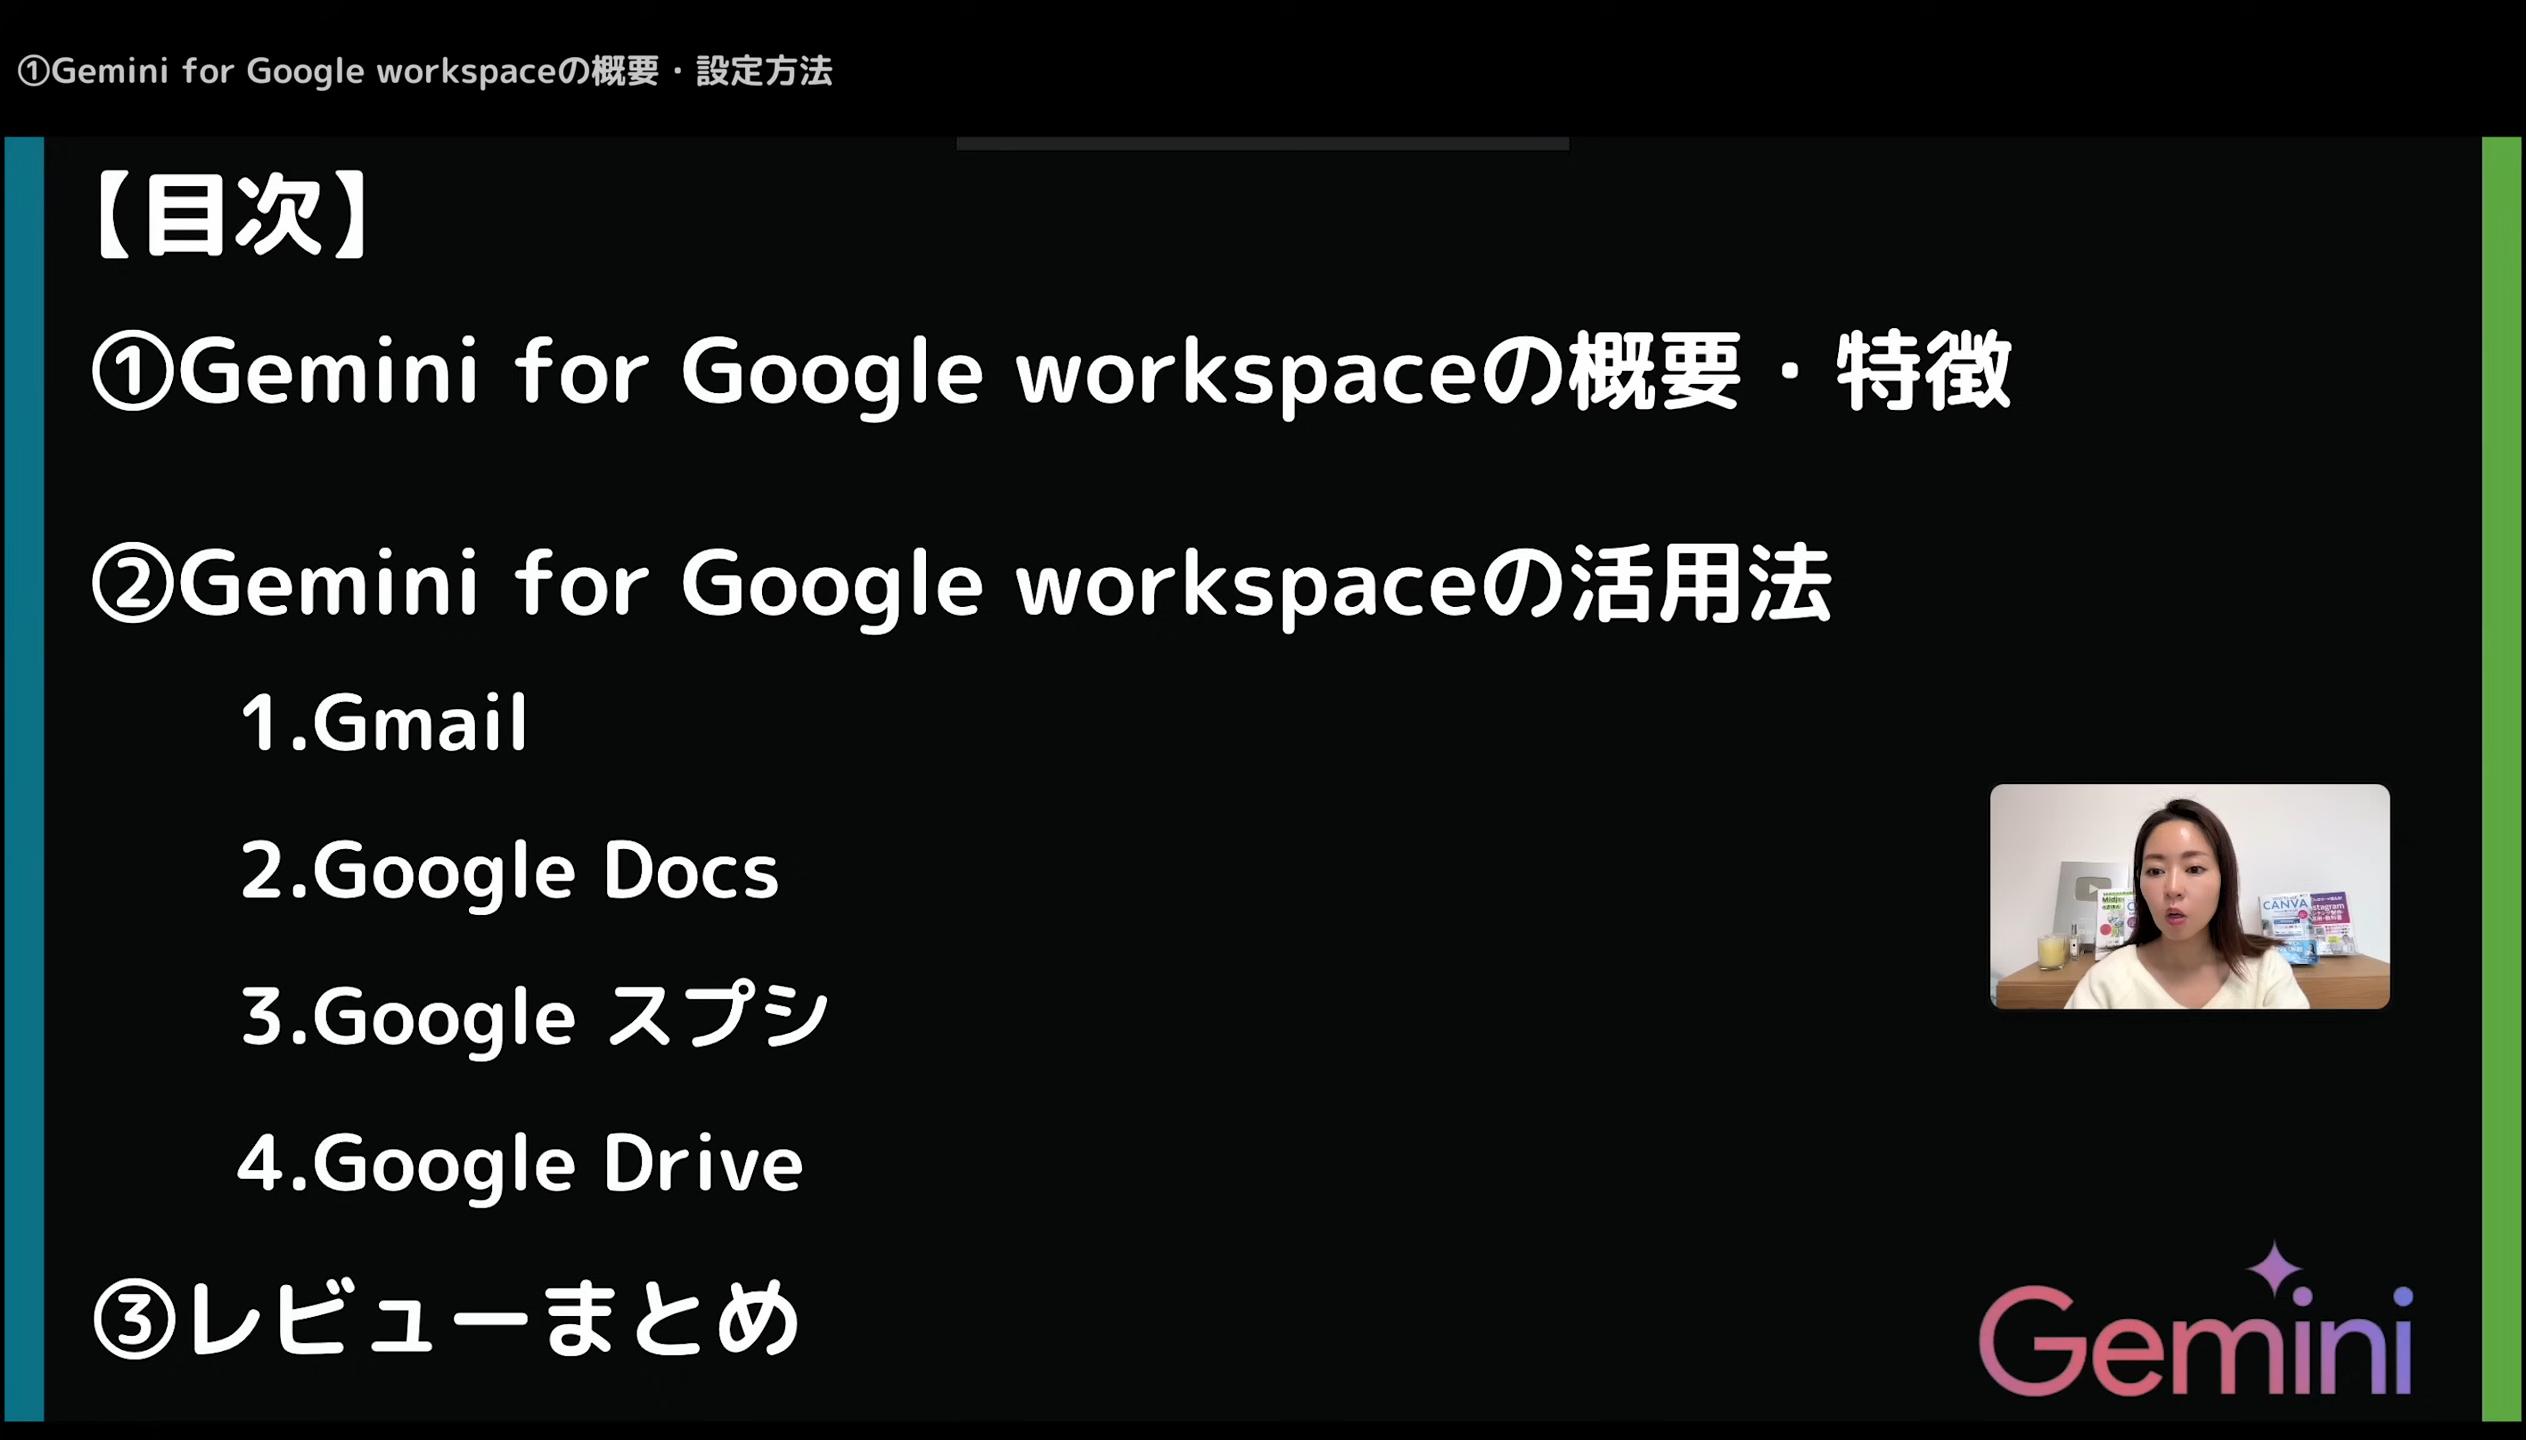 ①Gemini for Google workspaceの概要・設定方法
【目次】
①Gemini for Google workspaceの概要・特徴
②Gemini for Google workspaceの活用法
1.Gmail
2.Google Docs
3.Google スプシ
4.Google Drive
③レビューまとめ
CANVA
Gemini